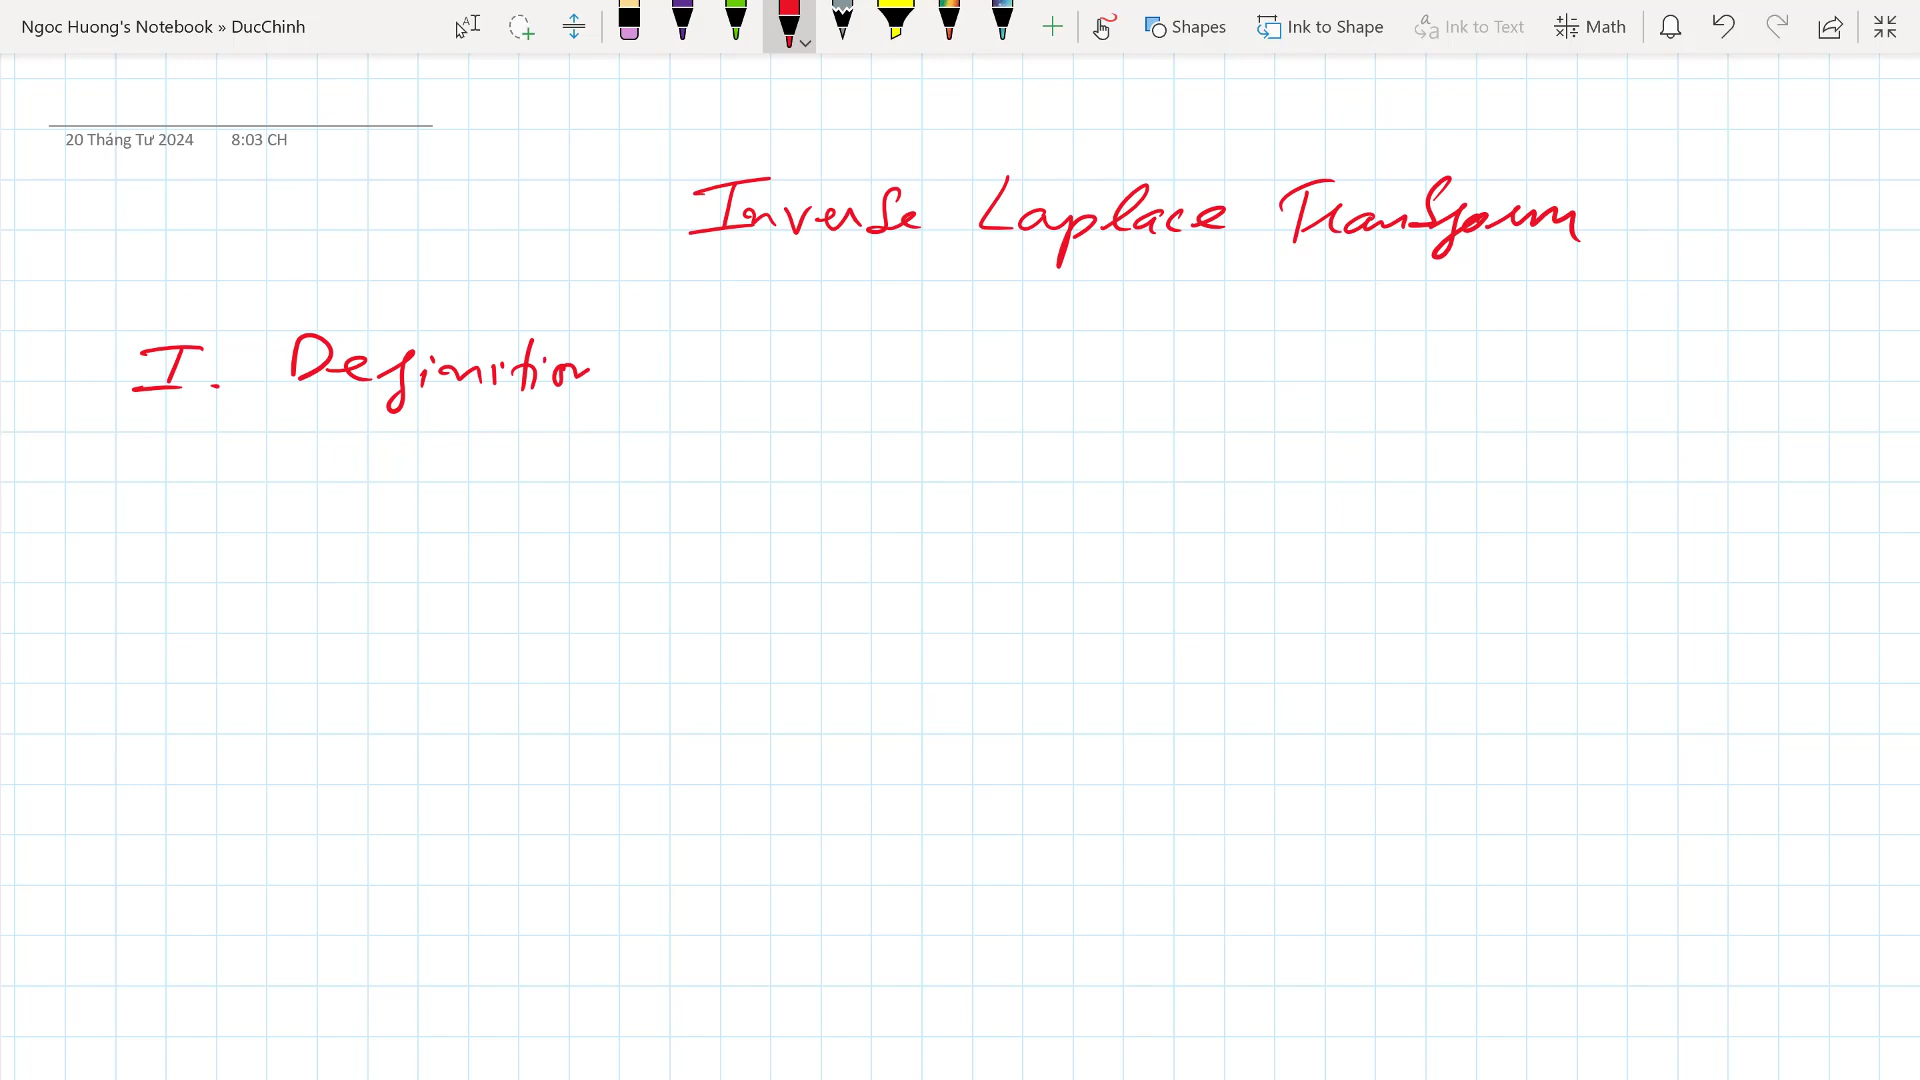 Ngoc Huong's Notebook » DucChinh
Shapes
Ink to Shape
Ink to Text
Math
20 Tháng Tư 2024 8:03 CH
Inverse Laplace Transform
I. Definition